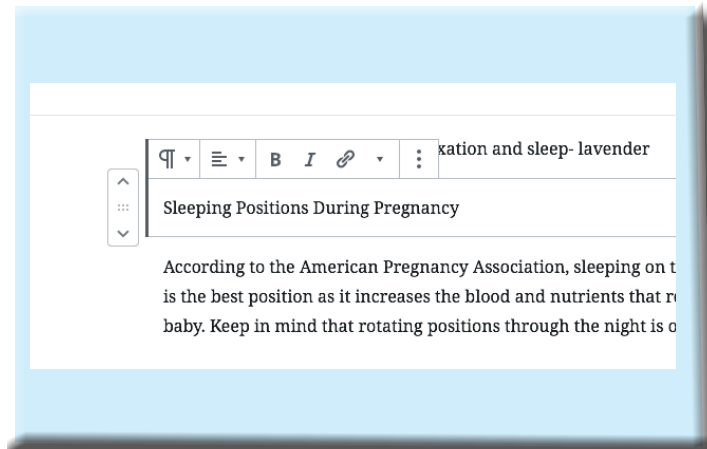 B I
and sleep- lavender
Sleeping Positions During Pregnancy
According to the American Pregnancy Association, sleeping on
is the best position as it increases the blood and nutrients that
baby. Keep in mind that rotating positions through the night is